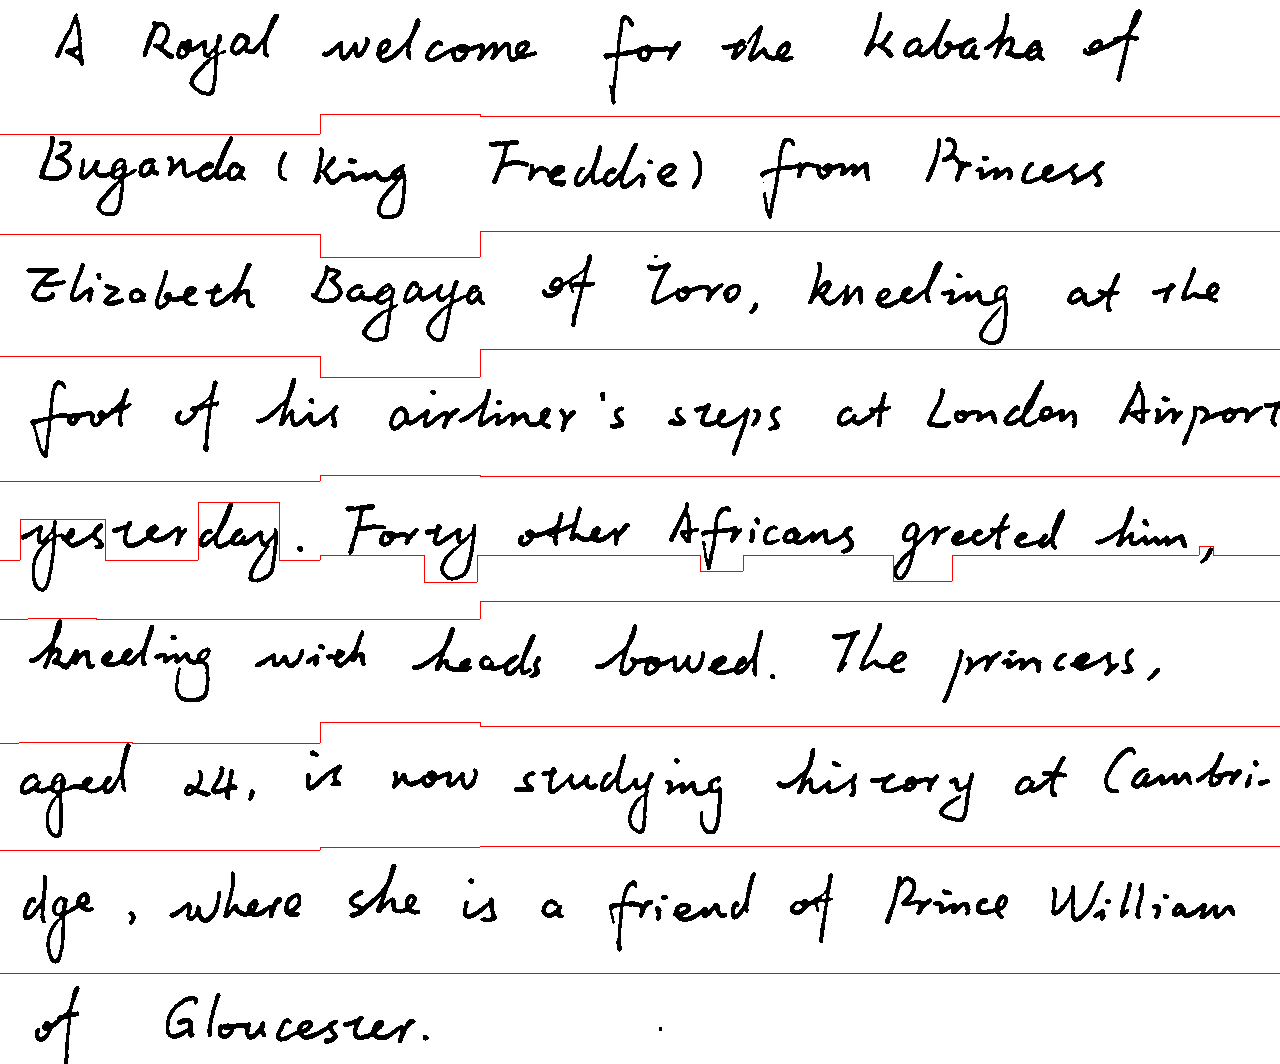 A Royal welcome for the Kabaka of
Buganda (King Freddie) from Princess
Elizabeth Bagaya of Toro, kneeling at the
foot of his airliner's steps at London Airport
yesterday. Forty other Africans greeted him,
kneeling with heads bowed. The princess,
aged 24, is now studying history at Cambri-
dge, where she is a friend of Prince William
of Gloucester.